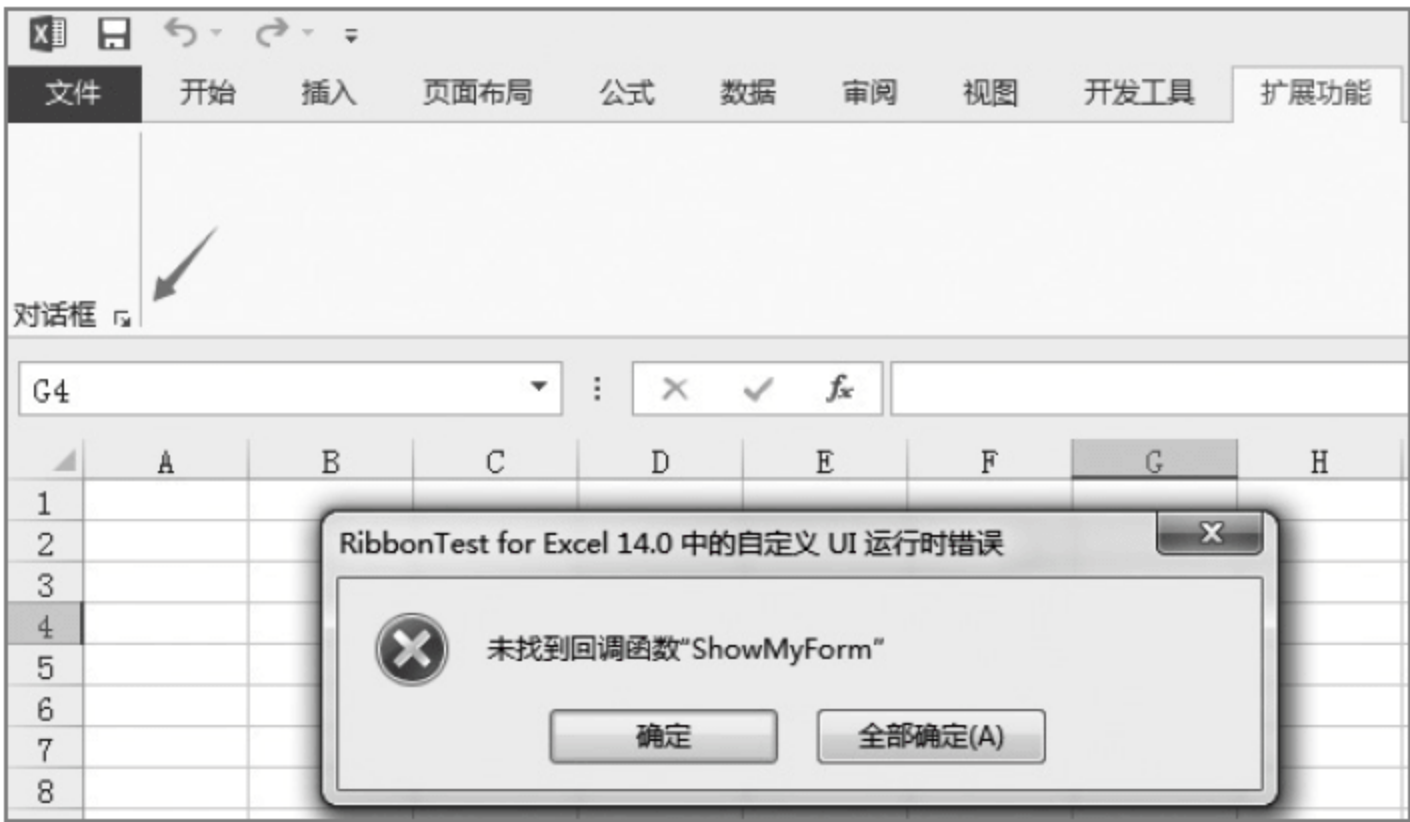 文件 开始 插入 页面布局 公式 数据 审阅 视图 开发工具 扩展功能
对话框
G4 fx
A B C D E F G H
1
2
RibbonTest for Excel 14.0 中的自定义 UI 运行时错误
3
4
未找到回调函数“ShowMyForm”
5
6
7
确定 全部确定(A)
8